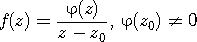 f(z) = φ(z) / (z − z₀), φ(z₀) ≠ 0